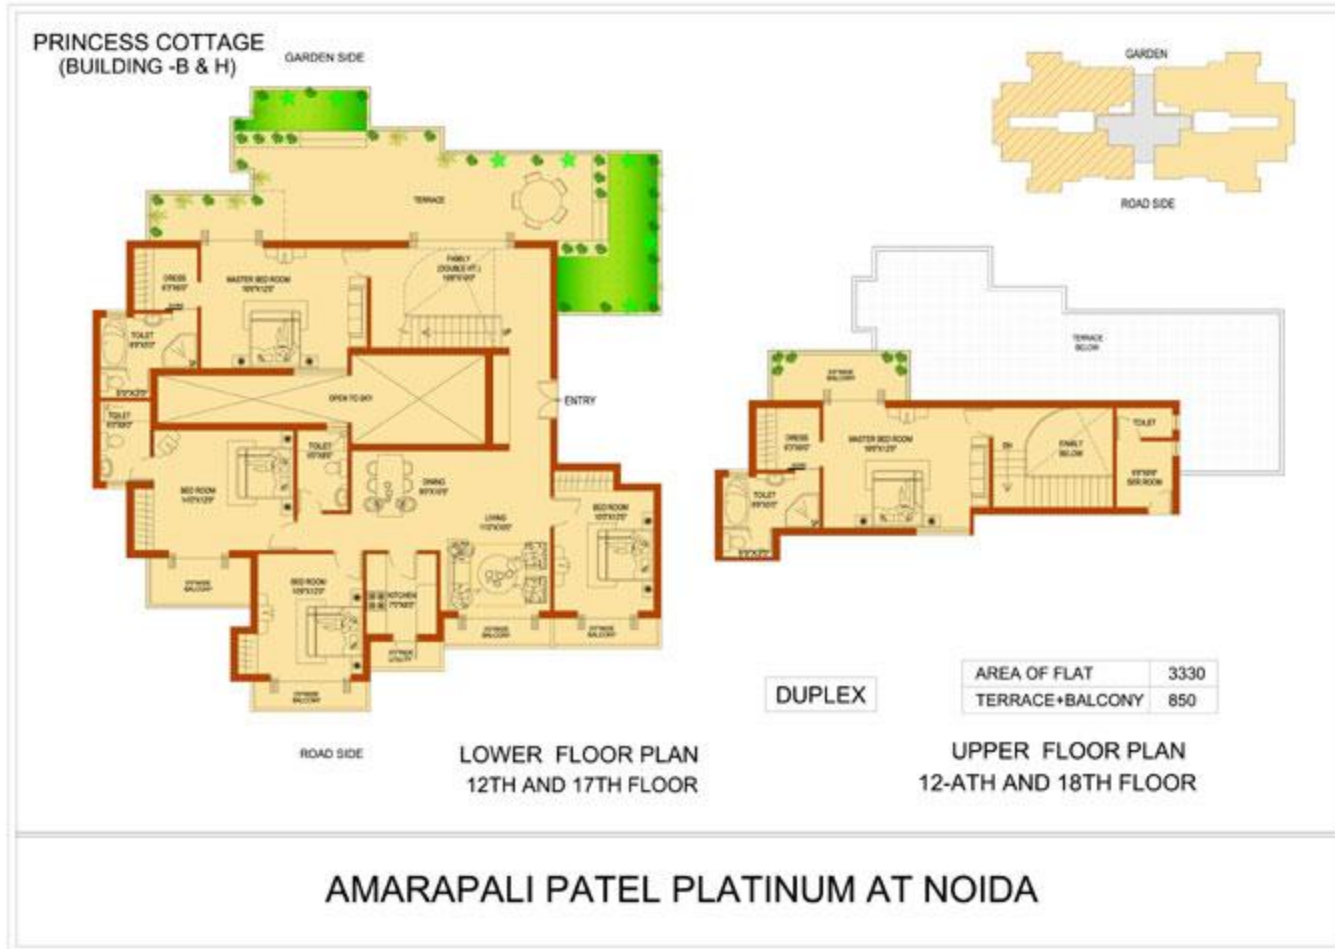 PRINCESS COTTAGE
(BUILDING -B & H)
GARDEN SIDE
GARDEN
ROAD SIDE
TERRACE
DRESS
MASTER BED ROOM
FAMILY
(DOUBLE HT.)
TOILET
UP
OPEN TO SKY
ENTRY
TOILET
TOILET
BED ROOM
DINING
LIVING
BED ROOM
BED ROOM
KITCHEN
BALCONY
BALCONY
BALCONY
UTILITY
BALCONY
ROAD SIDE
TERRACE
BELOW
BALCONY
DRESS
MASTER BED ROOM
DN
FAMILY
BELOW
TOILET
SER.ROOM
TOILET
DUPLEX
AREA OF FLAT 3330
TERRACE+BALCONY 850
LOWER FLOOR PLAN
12TH AND 17TH FLOOR
UPPER FLOOR PLAN
12-ATH AND 18TH FLOOR
AMARAPALI PATEL PLATINUM AT NOIDA